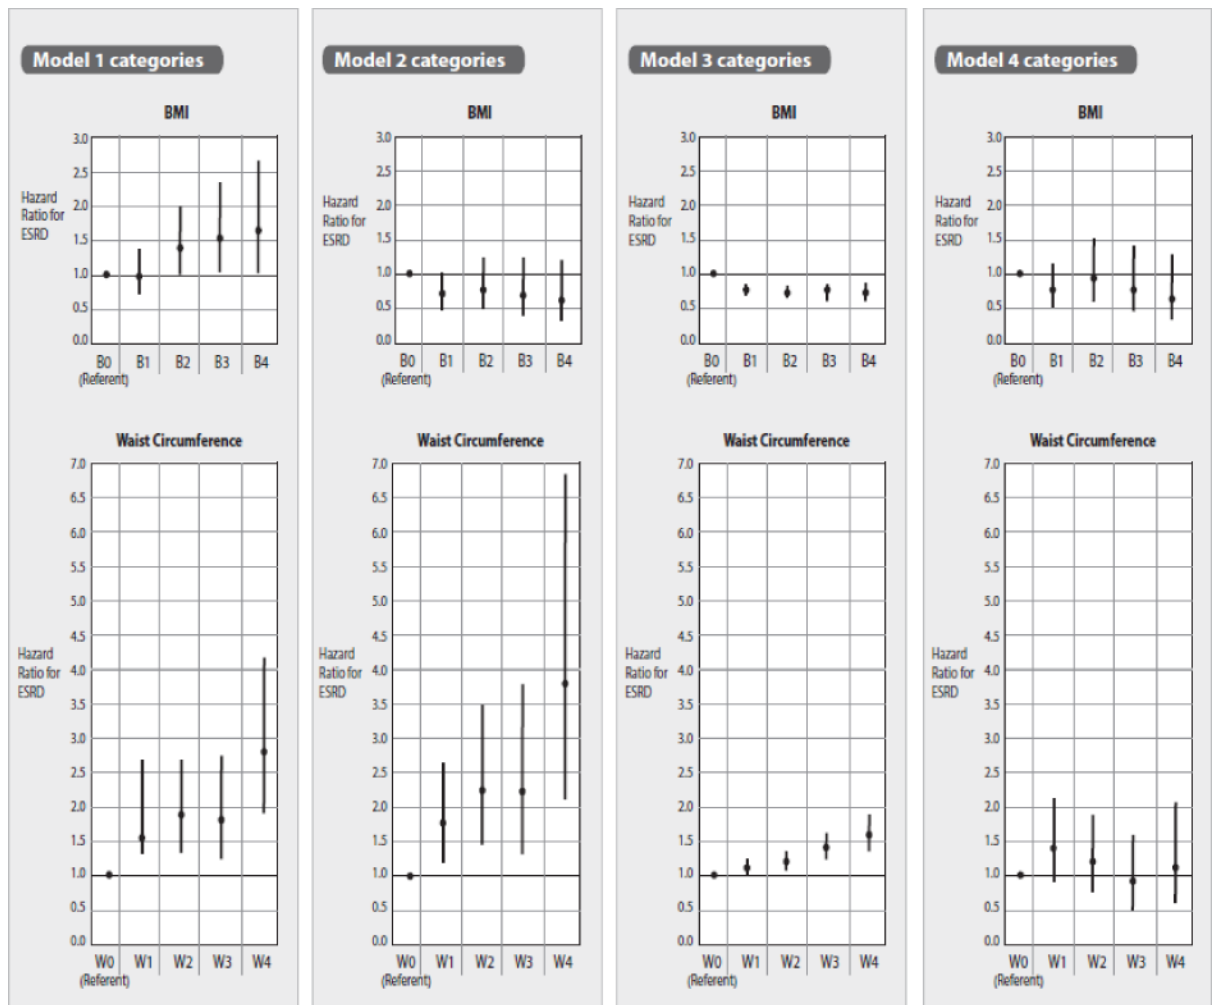 Model 1 categories
BMI
Hazard
Ratio for
ESRD
3.0
2.5
2.0
1.5
1.0
0.5
0.0
B0 B1 B2 B3 B4
(Referent)
Waist Circumference
Hazard
Ratio for
ESRD
7.0
6.5
6.0
5.5
5.0
4.5
4.0
3.5
3.0
2.5
2.0
1.5
1.0
0.5
0.0
W0 W1 W2 W3 W4
(Referent)
Model 2 categories
BMI
Hazard
Ratio for
ESRD
3.0
2.5
2.0
1.5
1.0
0.5
0.0
B0 B1 B2 B3 B4
(Referent)
Waist Circumference
Hazard
Ratio for
ESRD
7.0
6.5
6.0
5.5
5.0
4.5
4.0
3.5
3.0
2.5
2.0
1.5
1.0
0.5
0.0
W0 W1 W2 W3 W4
(Referent)
Model 3 categories
BMI
Hazard
Ratio for
ESRD
3.0
2.5
2.0
1.5
1.0
0.5
0.0
B0 B1 B2 B3 B4
(Referent)
Waist Circumference
Hazard
Ratio for
ESRD
7.0
6.5
6.0
5.5
5.0
4.5
4.0
3.5
3.0
2.5
2.0
1.5
1.0
0.5
0.0
W0 W1 W2 W3 W4
(Referent)
Model 4 categories
BMI
Hazard
Ratio for
ESRD
3.0
2.5
2.0
1.5
1.0
0.5
0.0
B0 B1 B2 B3 B4
(Referent)
Waist Circumference
Hazard
Ratio for
ESRD
7.0
6.5
6.0
5.5
5.0
4.5
4.0
3.5
3.0
2.5
2.0
1.5
1.0
0.5
0.0
W0 W1 W2 W3 W4
(Referent)